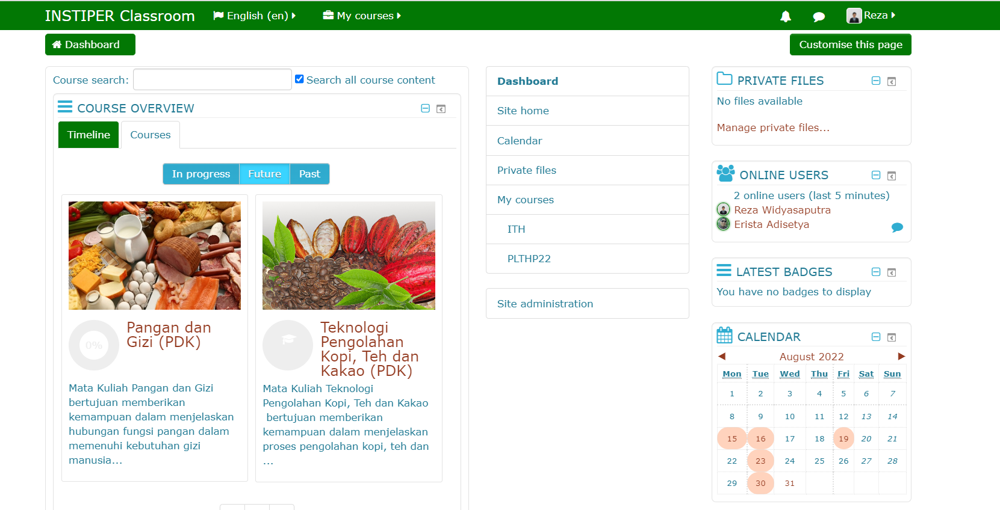 INSTIPER Classroom English (en) My courses Reza
Dashboard
Customise this page
Course search:
Search all course content
COURSE OVERVIEW
Timeline Courses
In progress Future Past
0%
Pangan dan
Gizi (PDK)
Mata Kuliah Pangan dan Gizi
bertujuan memberikan
kemampuan dalam menjelaskan
hubungan fungsi pangan dalam
memenuhi kebutuhan gizi
manusia...
Teknologi
Pengolahan
Kopi, Teh dan
Kakao (PDK)
Mata Kuliah Teknologi
Pengolahan Kopi, Teh dan Kakao
bertujuan memberikan
kemampuan dalam menjelaskan
proses pengolahan kopi, teh dan
...
Dashboard
Site home
Calendar
Private files
My courses
ITH
PLTHP22
Site administration
PRIVATE FILES
No files available
Manage private files...
ONLINE USERS
2 online users (last 5 minutes)
Reza Widyasaputra
Erista Adisetya
LATEST BADGES
You have no badges to display
CALENDAR
◀ August 2022 ▶
Mon Tue Wed Thu Fri Sat Sun
1 2 3 4 5 6 7
8 9 10 11 12 13 14
15 16 17 18 19 20 21
22 23 24 25 26 27 28
29 30 31